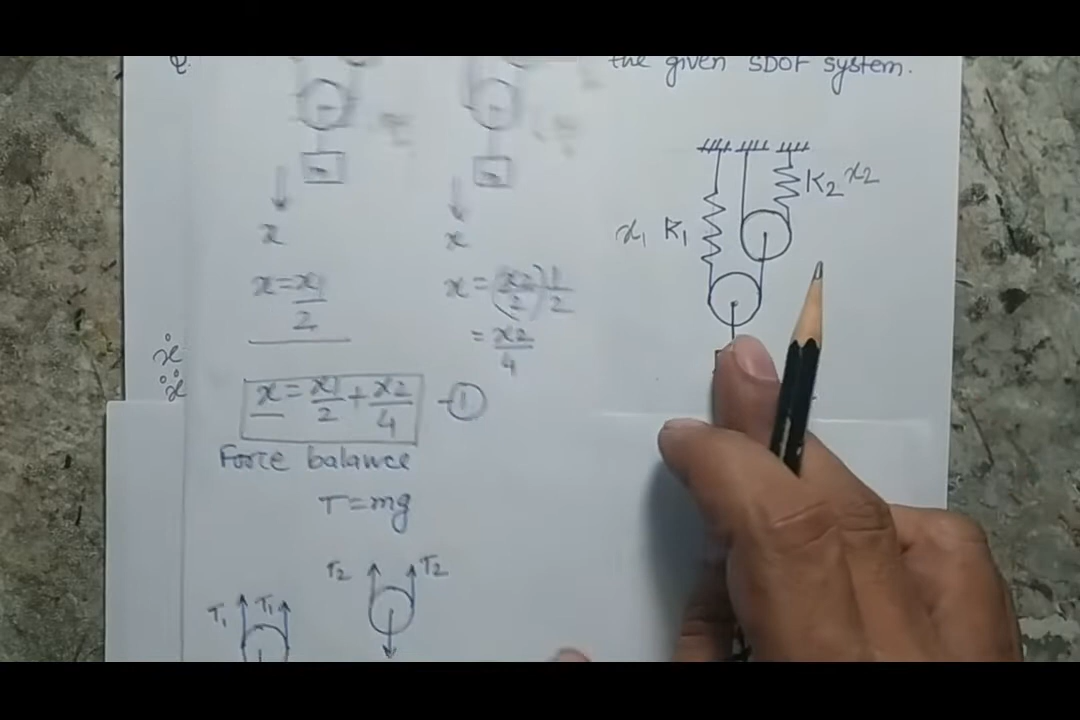 the given SDOF system.
K2 x2
x1 K1
x
x
x = x1/2
x = (x2/2) 1/2
= x2/4
ẋ
ẍ
x = x1/2 + x2/4 -①
Force balance
T = mg
T2 T2
T1 T1